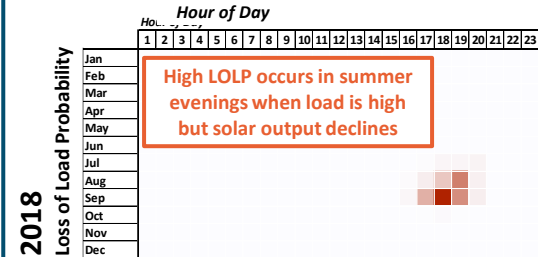 Hour of Day
1 2 3 4 5 6 7 8 9 10 11 12 13 14 15 16 17 18 19 20 21 22 23
2018
Loss of Load Probability
Jan
Feb
Mar
Apr
May
Jun
Jul
Aug
Sep
Oct
Nov
Dec
High LOLP occurs in summer
evenings when load is high
but solar output declines